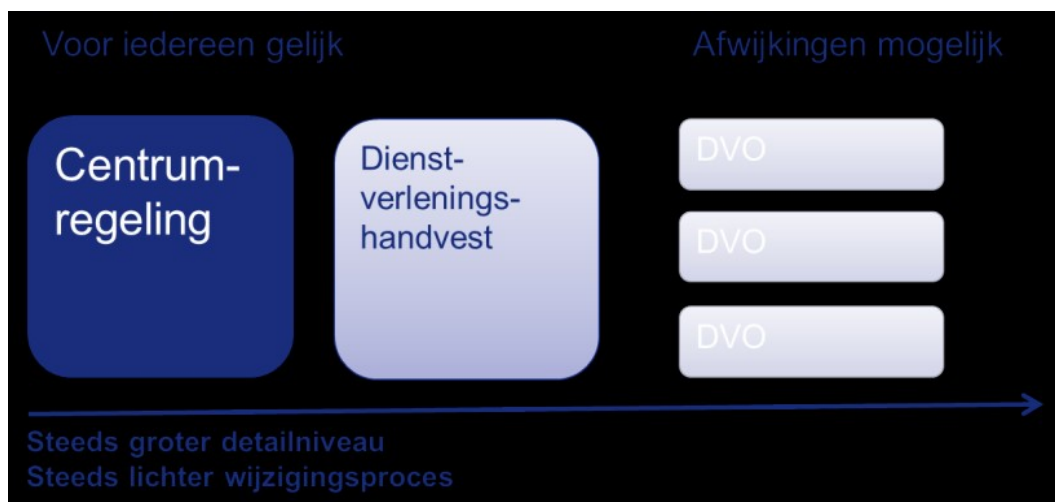 Voor iedereen gelijk
Afwijkingen mogelijk
Centrum-
regeling
Dienst-
verlenings-
handvest
DVO
DVO
DVO
Steeds groter detailniveau
Steeds lichter wijzigingsproces